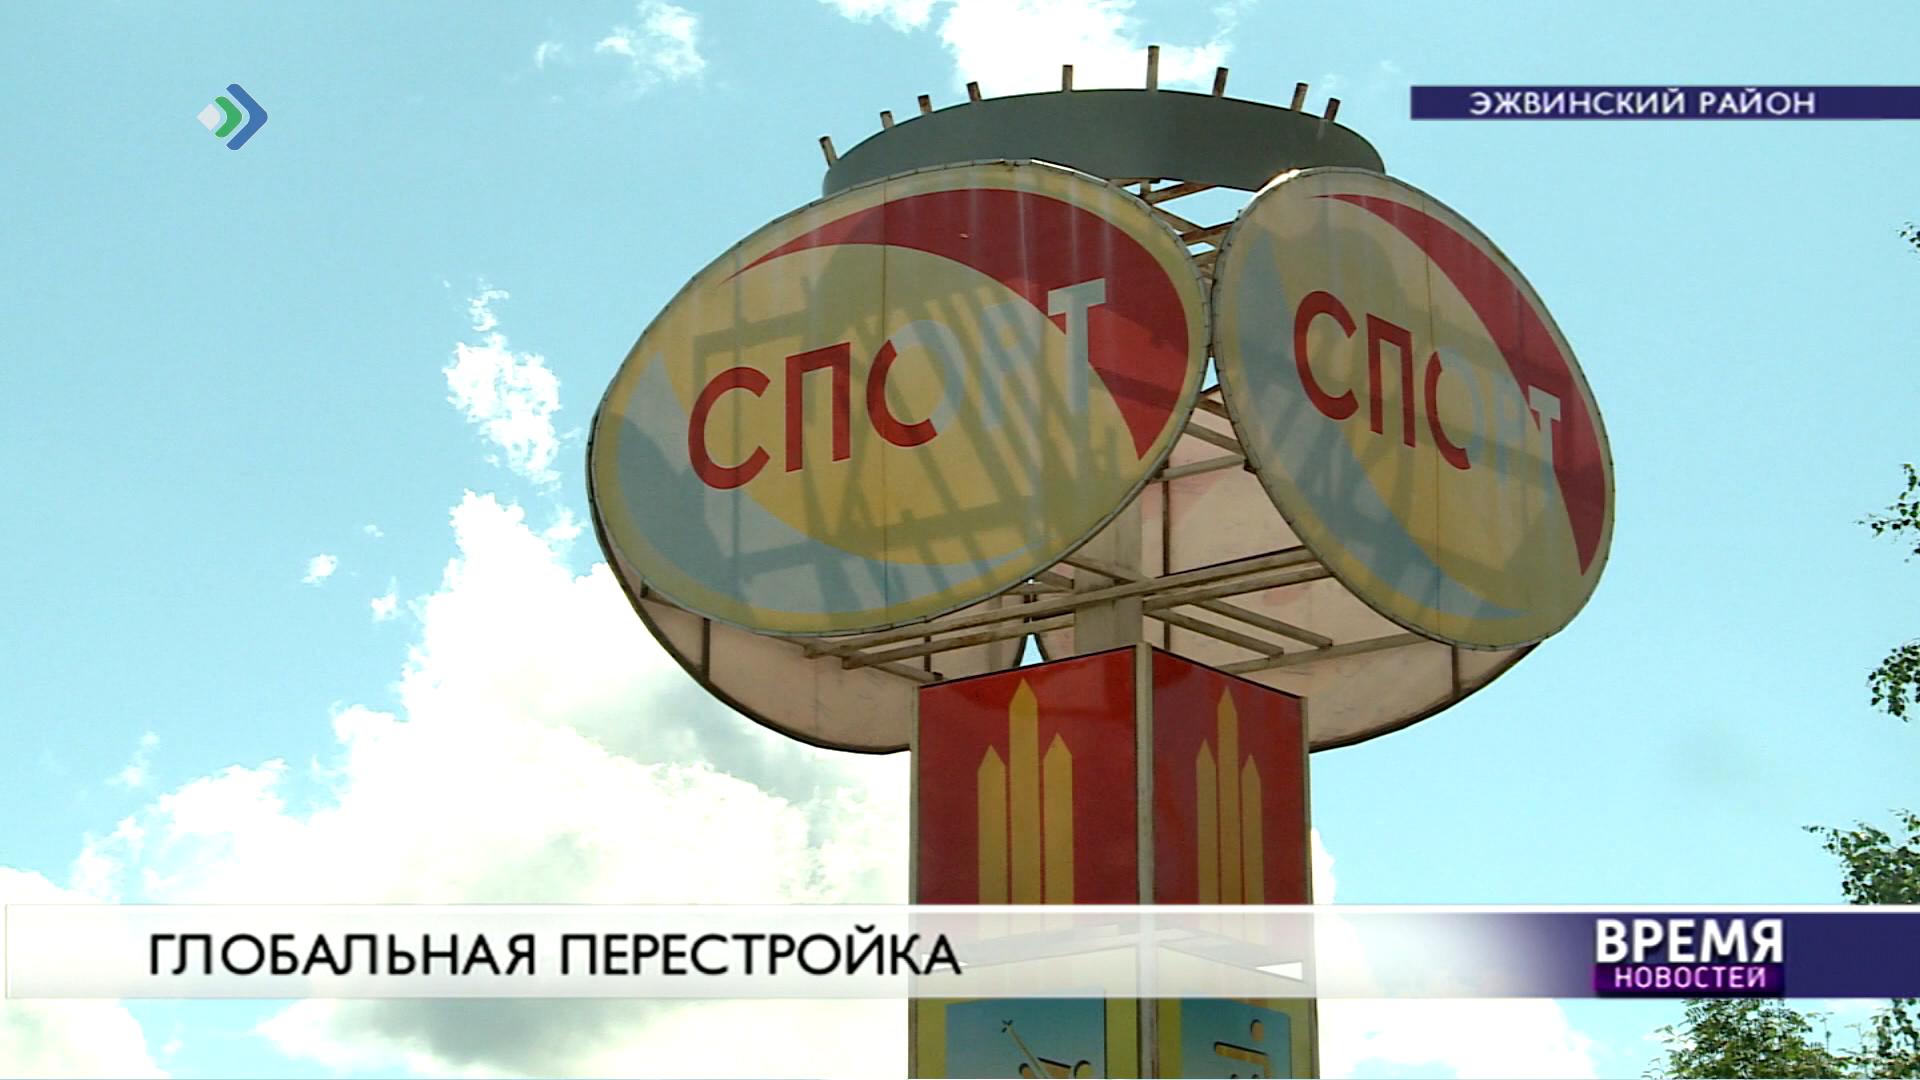 ЭЖВИНСКИЙ РАЙОН
СПОРТ
СПОРТ
ГЛОБАЛЬНАЯ ПЕРЕСТРОЙКА
ВРЕМЯ
НОВОСТЕЙ